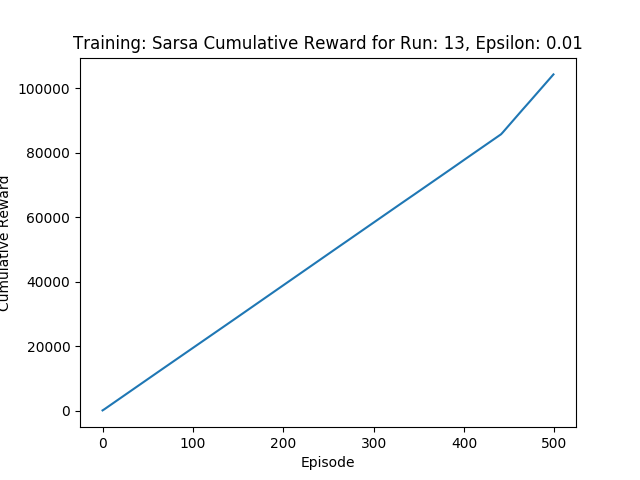 Training: Sarsa Cumulative Reward for Run: 13, Epsilon: 0.01
100000
80000
60000
40000
20000
0
Cumulative Reward
0 100 200 300 400 500
Episode